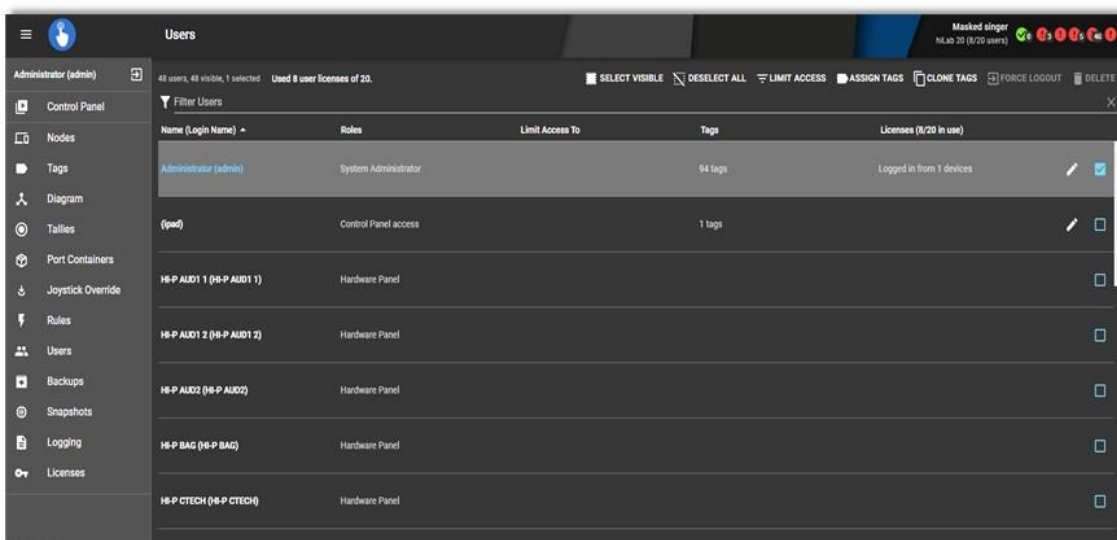 Users
Masked singer
hiLab 20 (8/20 users)
Administrator (admin)
48 users, 48 visible, 1 selected Used 8 user licenses of 20.
SELECT VISIBLE DESELECT ALL LIMIT ACCESS ASSIGN TAGS CLONE TAGS FORCE LOGOUT DELETE
Filter Users
Control Panel
Nodes
Tags
Diagram
Tallies
Port Containers
Joystick Override
Rules
Users
Backups
Snapshots
Logging
Licenses
Name (Login Name) Roles Limit Access To Tags Licenses (8/20 in use)
Administrator (admin) System Administrator 94 tags Logged in from 1 devices
(ipad) Control Panel access 1 tags
HI-P AUD1 1 (HI-P AUD1 1) Hardware Panel
HI-P AUD1 2 (HI-P AUD1 2) Hardware Panel
HI-P AUD2 (HI-P AUD2) Hardware Panel
HI-P BAG (HI-P BAG) Hardware Panel
HI-P CTECH (HI-P CTECH) Hardware Panel